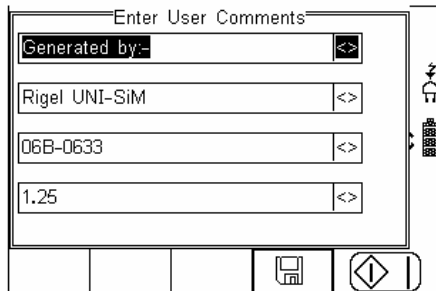 Enter User Comments
Generated by:- <>
Rigel UNI-SiM <>
06B-0633 <>
1.25 <>